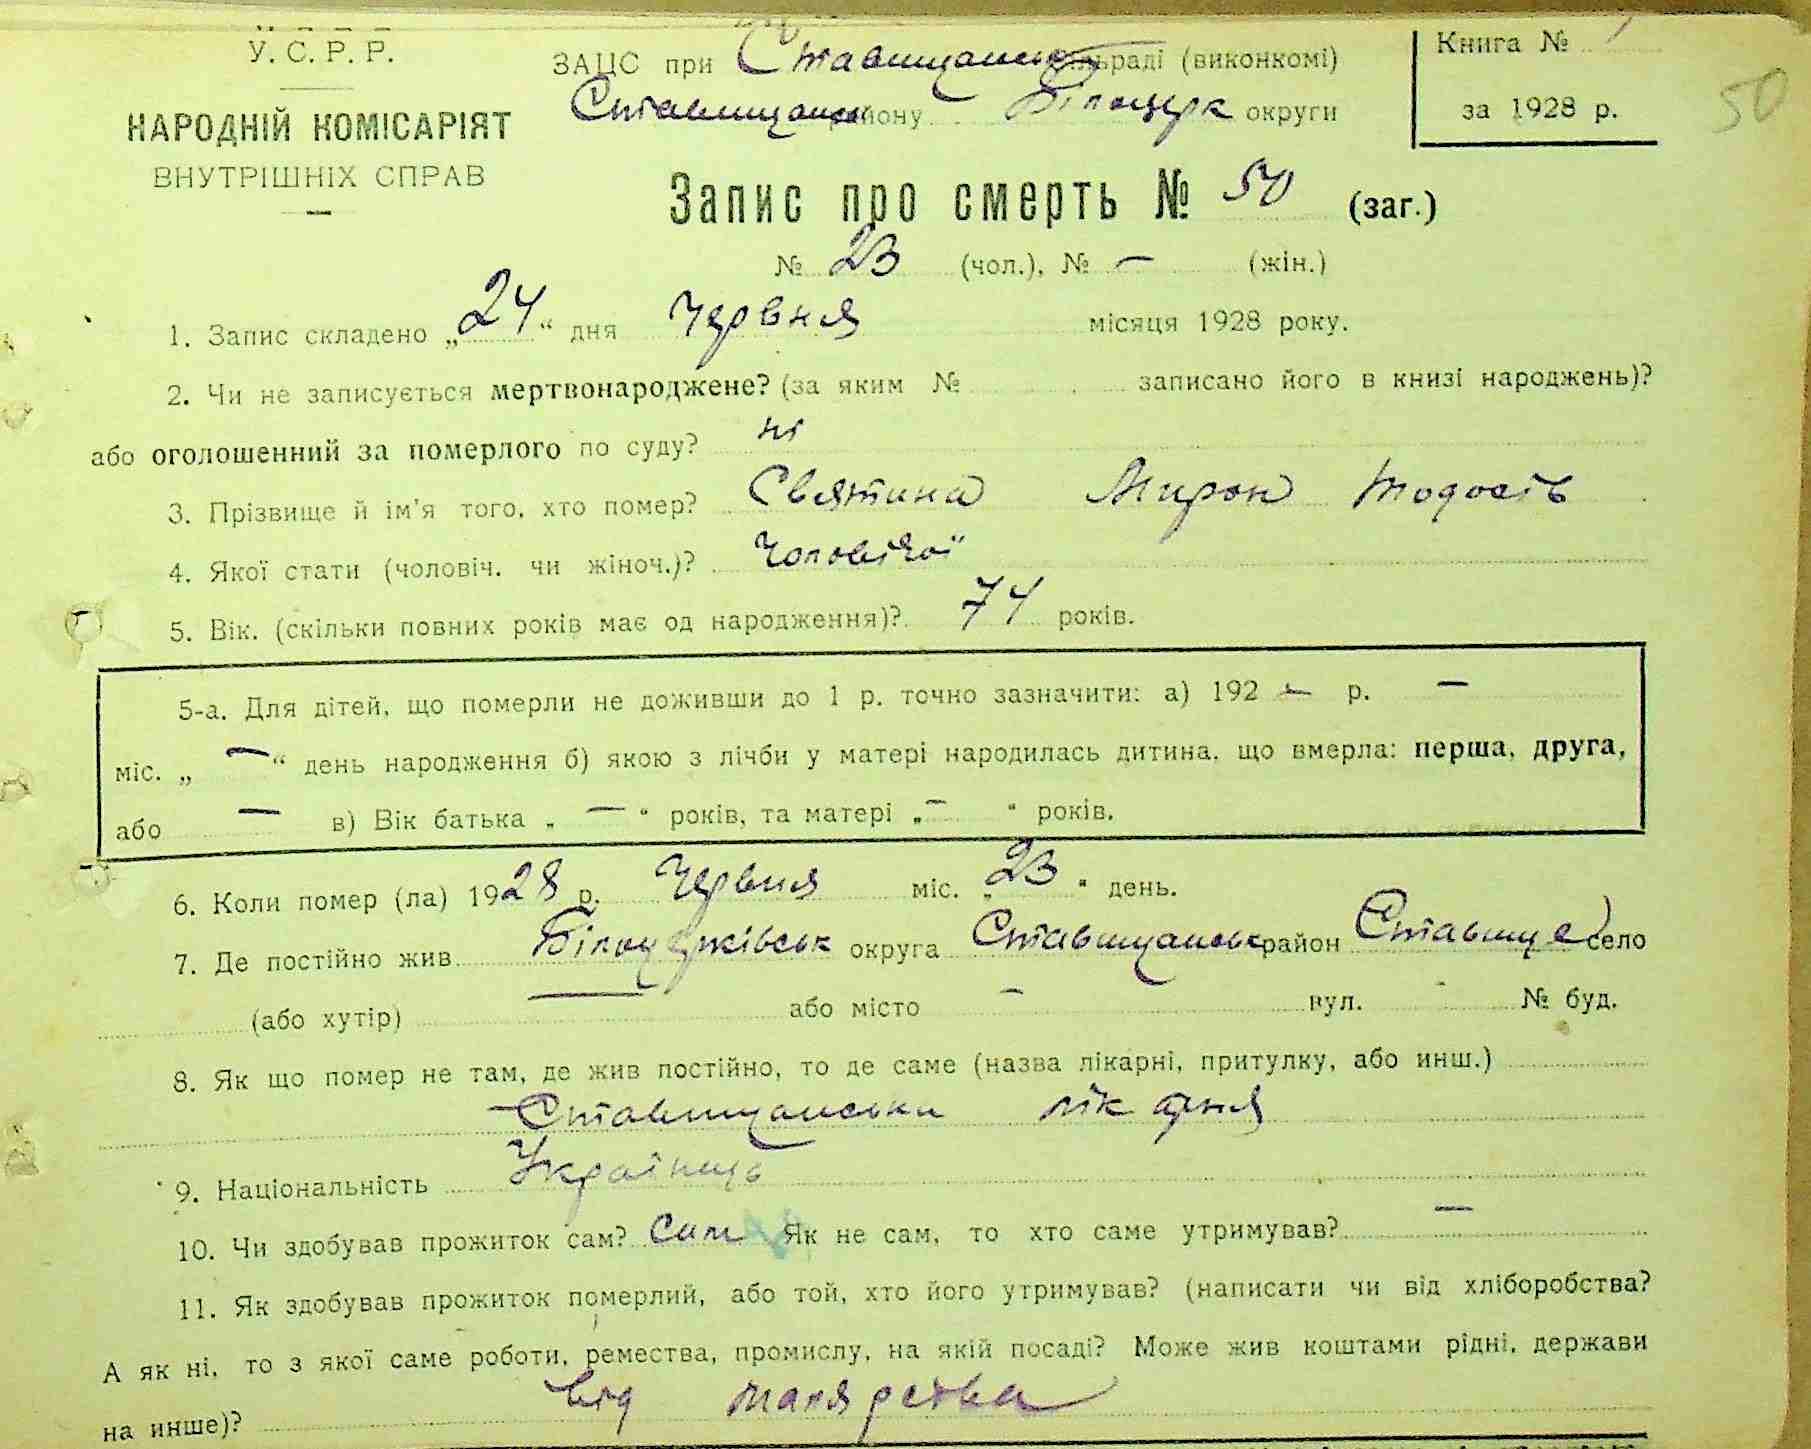 У. С. Р. Р.
НАРОДНІЙ КОМІСАРІЯТ
ВНУТРІШНІХ СПРАВ
ЗАЦС при Ставищанськ сільраді (виконкомі)
Ставищанськ району Білоцерк округи
Книга № 1
за 1928 р.
50
Запис про смерть № 50 (заг.)
№ 23 (чол.), № — (жін.)
1. Запис складено „24“ дня Червня місяця 1928 року.
2. Чи не записується мертвонароджене? (за яким № записано його в книзі народжень)?
або оголошенний за померлого по суду? ні
3. Прізвище й ім'я того, хто помер? Святина Мирон Тодось
4. Якої стати (чоловіч. чи жіноч.)? Чоловічої
5. Вік. (скільки повних років має од народження)? 74 років.
5-а. Для дітей, що померли не доживши до 1 р. точно зазначити: а) 192 — р. —
міс. „ — “ день народження б) якою з лічби у матері народилась дитина, що вмерла: перша, друга,
або — в) Вік батька „ — “ років, та матері „ — “ років.
6. Коли помер (ла) 1928 р. Червня міс. „23“ день.
7. Де постійно жив Білоцерківськ округа Ставищанськ район Ставище село
(або хутір) або місто — вул. - № буд.
8. Як що помер не там, де жив постійно, то де саме (назва лікарні, притулку, або инш.)
Ставищанська лікарня
9. Національність Українець
10. Чи здобував прожиток сам? Сам Як не сам, то хто саме утримував? —
11. Як здобував прожиток померлий, або той, хто його утримував? (написати чи від хліборобства?
А як ні, то з якої саме роботи, ремества, промислу, на якій посаді? Може жив коштами рідні, держави
на инше)? від малярства